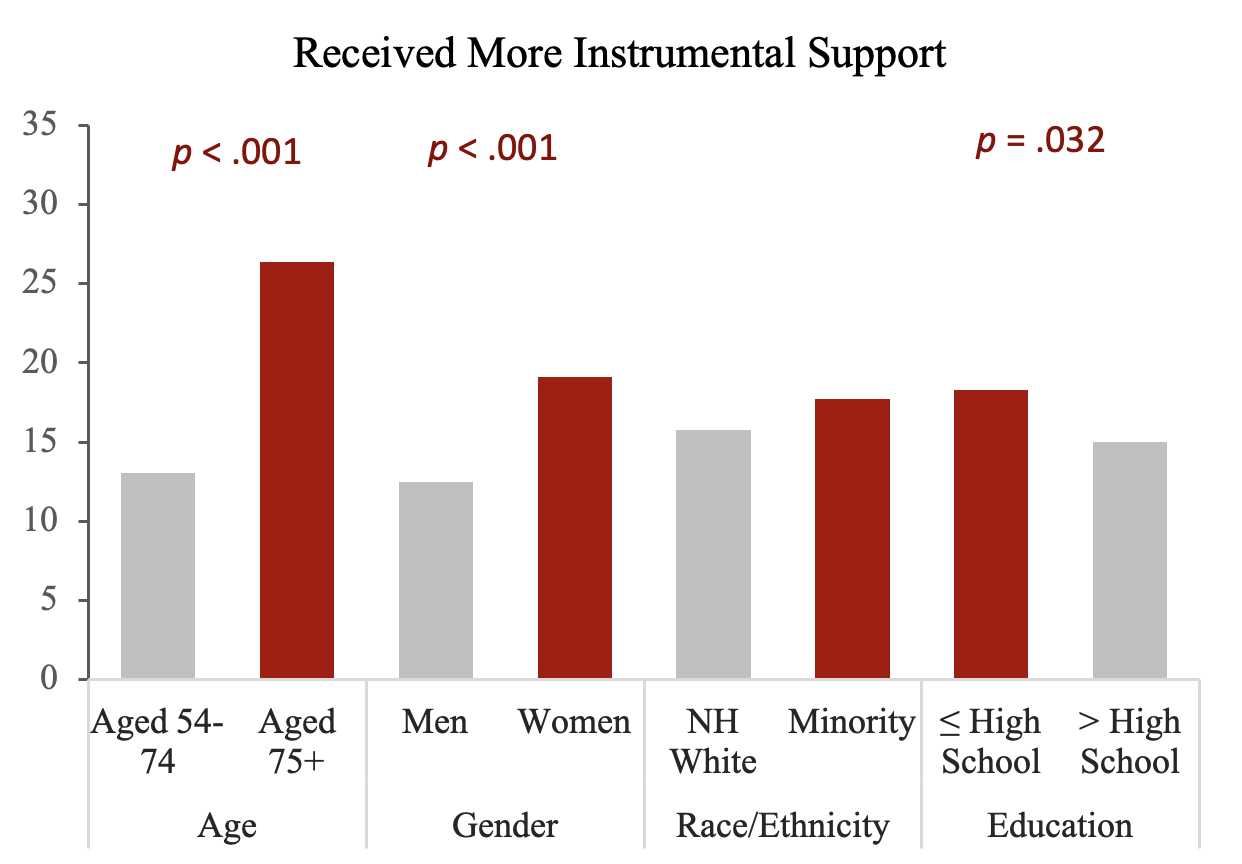 Received More Instrumental Support
35
30
25
20
15
10
5
0
p < .001
p < .001
p = .032
Aged 54-
74
Aged
75+
Men
Women
NH
White
Minority
≤ High
School
> High
School
Age
Gender
Race/Ethnicity
Education